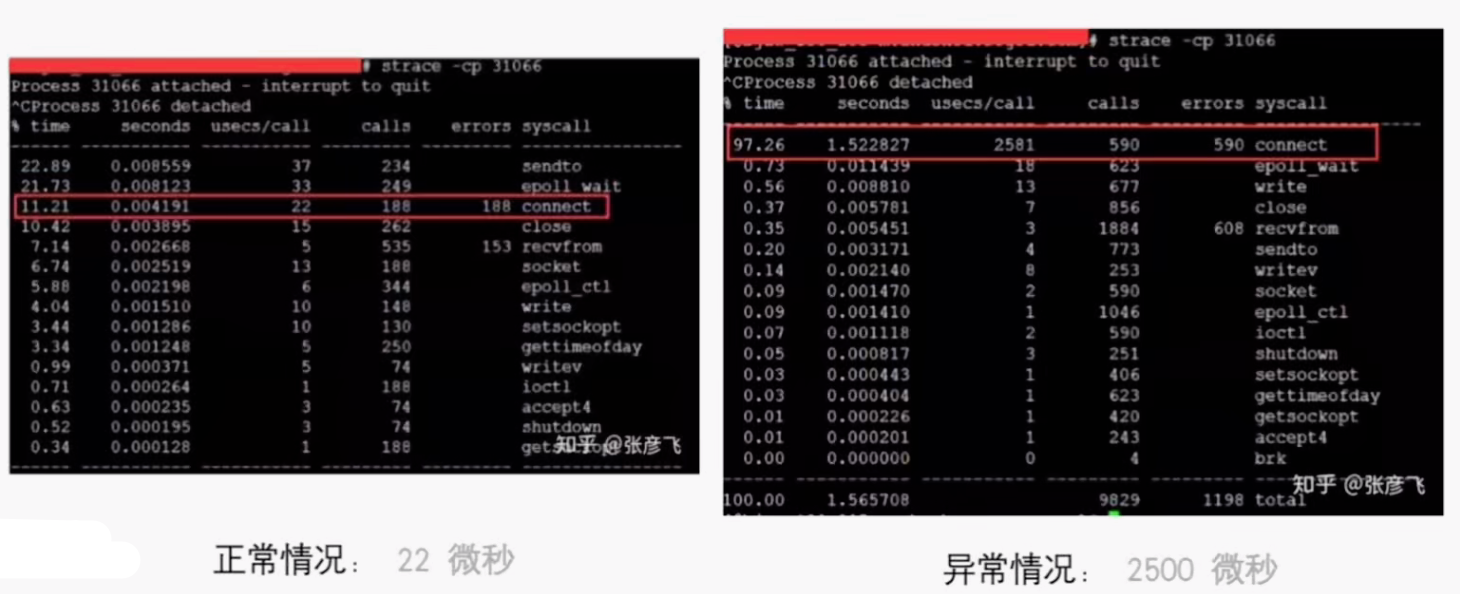 # strace -cp 31066
Process 31066 attached - interrupt to quit
^CProcess 31066 detached
% time seconds usecs/call calls errors syscall
------ ----------- ----------- --------- --------- ----------------
22.89 0.008559 37 234 sendto
21.73 0.008123 33 249 epoll_wait
11.21 0.004191 22 188 188 connect
10.42 0.003895 15 262 close
7.14 0.002668 5 535 153 recvfrom
6.74 0.002519 13 188 socket
5.88 0.002198 6 344 epoll_ctl
4.04 0.001510 10 148 write
3.44 0.001286 10 130 setsockopt
3.34 0.001248 5 250 gettimeofday
0.99 0.000371 5 74 writev
0.71 0.000264 1 188 ioctl
0.63 0.000235 3 74 accept4
0.52 0.000195 3 74 shutdown
0.34 0.000128 1 188
知乎 @张彦飞
------ ----------- ----------- --------- --------- ----------------
正常情况： 22 微秒
# strace -cp 31066
Process 31066 attached - interrupt to quit
^CProcess 31066 detached
% time seconds usecs/call calls errors syscall
------ ----------- ----------- --------- --------- ----------------
97.26 1.522827 2581 590 590 connect
0.73 0.011439 18 623 epoll_wait
0.56 0.008810 13 677 write
0.37 0.005781 7 856 close
0.35 0.005451 3 1884 608 recvfrom
0.20 0.003171 4 773 sendto
0.14 0.002140 8 253 writev
0.09 0.001470 2 590 socket
0.09 0.001410 1 1046 epoll_ctl
0.07 0.001118 2 590 ioctl
0.05 0.000817 3 251 shutdown
0.03 0.000443 1 406 setsockopt
0.03 0.000404 1 623 gettimeofday
0.01 0.000226 1 420 getsockopt
0.01 0.000201 1 243 accept4
0.00 0.000000 0 4 brk
------ ----------- ----------- --------- --------- ----------------
知乎 @张彦飞
100.00 1.565708 9829 1198 total
异常情况： 2500 微秒